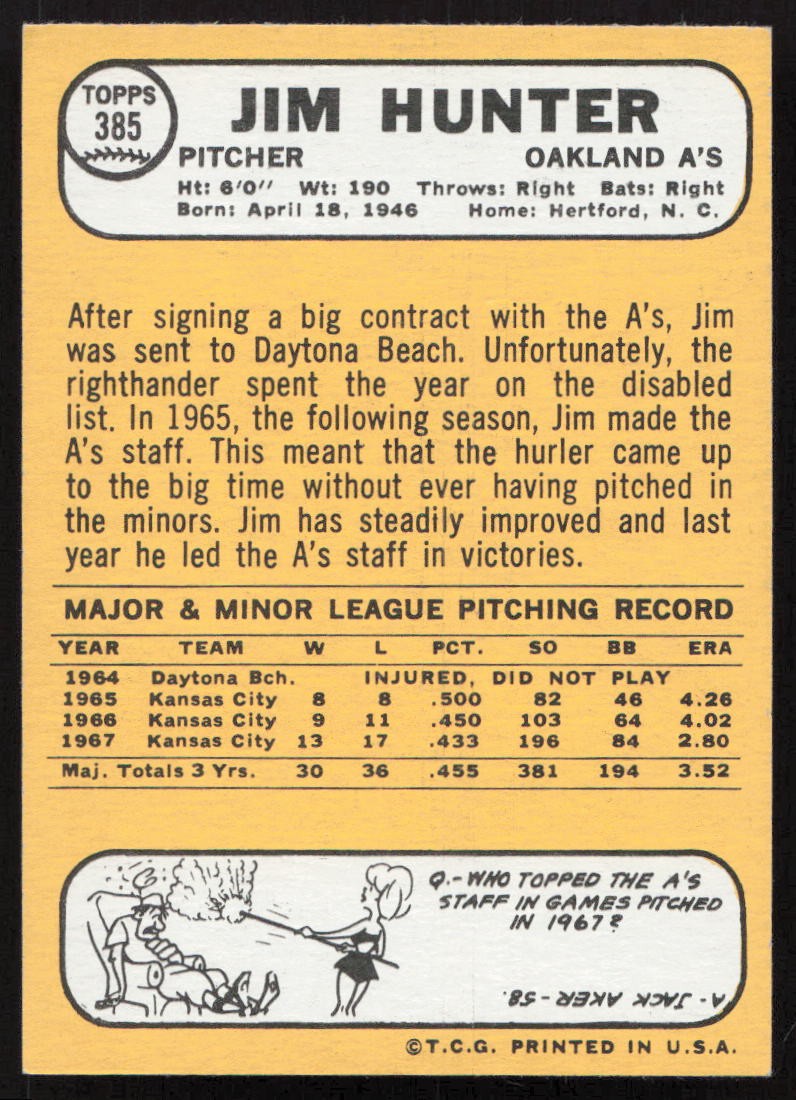 TOPPS
385
JIM HUNTER
PITCHER OAKLAND A'S
Ht: 6'0" Wt: 190 Throws: Right Bats: Right
Born: April 18, 1946 Home: Hertford, N. C.
After signing a big contract with the A's, Jim
was sent to Daytona Beach. Unfortunately, the
righthander spent the year on the disabled
list. In 1965, the following season, Jim made the
A's staff. This meant that the hurler came up
to the big time without ever having pitched in
the minors. Jim has steadily improved and last
year he led the A's staff in victories.
MAJOR & MINOR LEAGUE PITCHING RECORD
YEAR TEAM W L PCT. SO BB ERA
1964 Daytona Bch. INJURED, DID NOT PLAY
1965 Kansas City 8 8 .500 82 46 4.26
1966 Kansas City 9 11 .450 103 64 4.02
1967 Kansas City 13 17 .433 196 84 2.80
Maj. Totals 3 Yrs. 30 36 .455 381 194 3.52
Q.-WHO TOPPED THE A'S
STAFF IN GAMES PITCHED
IN 1967?
A- JACK AKER-58.
©T.C.G. PRINTED IN U.S.A.